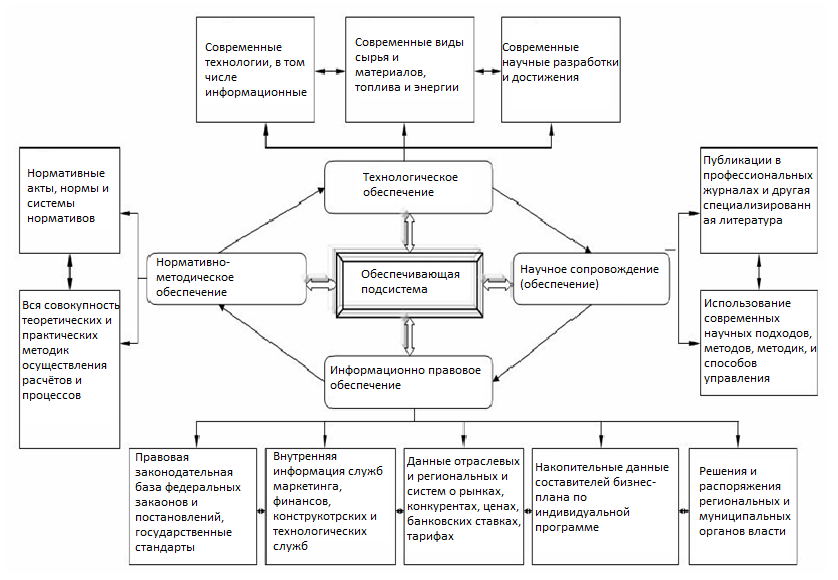 Современные
технологии, в том
числе
информационные
Современные виды
сырья и
материалов,
топлива и энергии
Современные
научные разработки
и достижения
Нормативные
акты, нормы и
системы
нормативов
Технологическое
обеспечение
Публикации в
профессиональных
журналах и другая
специализированн
ая литература
Нормативно-
методическое
обеспечение
Обеспечивающая
подсистема
Научное сопровождение
(обеспечение)
Вся совокупность
теоретических и
практических
методик
осуществления
расчётов и
процессов
Использование
современных
научных подходов,
методов, методик, и
способов
управления
Информационно правовое
обеспечение
Правовая
законодательная
база федеральных
закаонов и
постановлений,
государственные
стандарты
Внутренняя
информация служб
маркетинга,
финансов,
конструкотрских и
технологических
служб
Данные отраслевых
и региональных и
систем о рынках,
конкурентах, ценах,
банковских ставках,
тарифах
Накопительные данные
составителей бизнес-
плана по
индивидуальной
программе
Решения и
распоряжения
региональных и
муниципальных
органов власти